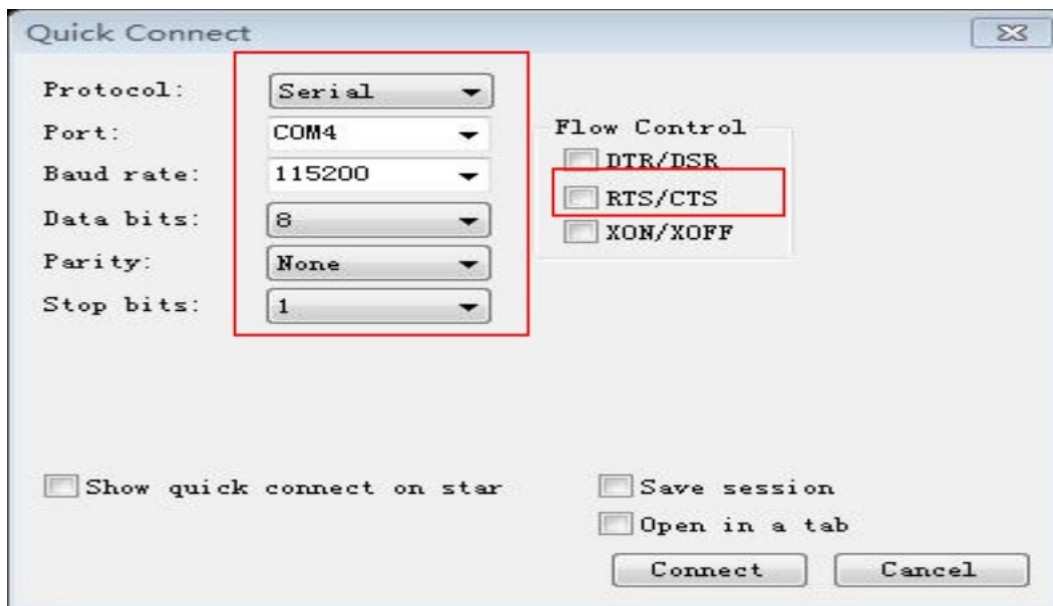 Quick Connect
Protocol: Serial
Port: COM4
Baud rate: 115200
Data bits: 8
Parity: None
Stop bits: 1
Flow Control
DTR/DSR
RTS/CTS
XON/XOFF
Show quick connect on star
Save session
Open in a tab
Connect Cancel